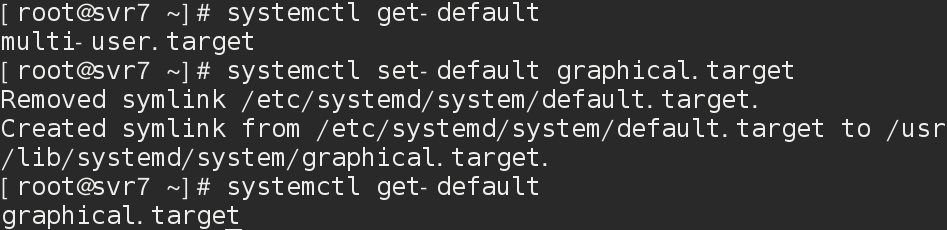 [root@svr7 ~]# systemctl get-default
multi-user.target
[root@svr7 ~]# systemctl set-default graphical.target
Removed symlink /etc/systemd/system/default.target.
Created symlink from /etc/systemd/system/default.target to /usr
/lib/systemd/system/graphical.target.
[root@svr7 ~]# systemctl get-default
graphical.target